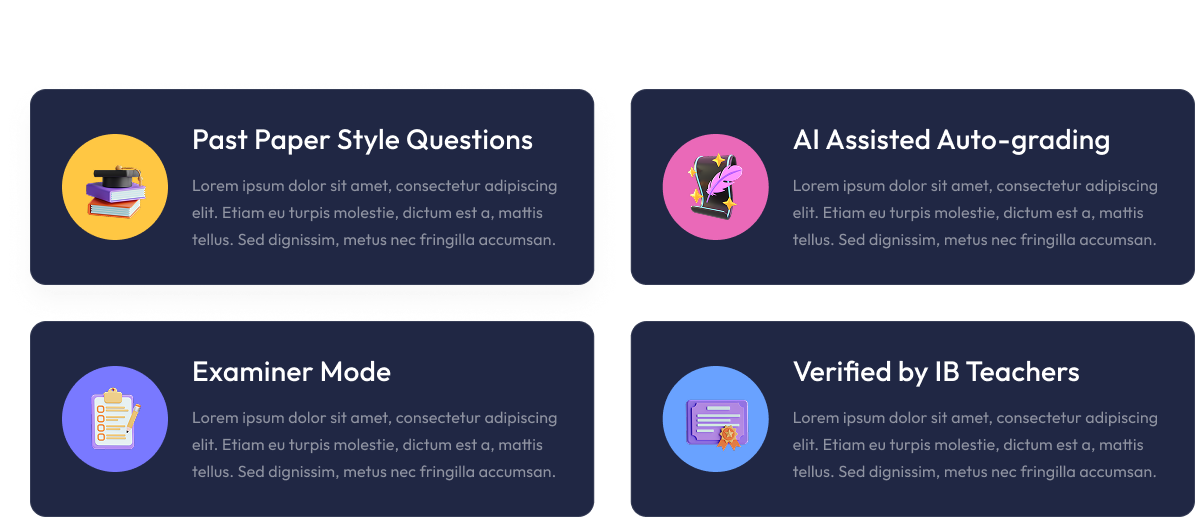 Past Paper Style Questions
Lorem ipsum dolor sit amet, consectetur adipiscing
elit. Etiam eu turpis molestie, dictum est a, mattis
tellus. Sed dignissim, metus nec fringilla accumsan.
AI Assisted Auto-grading
Lorem ipsum dolor sit amet, consectetur adipiscing
elit. Etiam eu turpis molestie, dictum est a, mattis
tellus. Sed dignissim, metus nec fringilla accumsan.
Examiner Mode
Lorem ipsum dolor sit amet, consectetur adipiscing
elit. Etiam eu turpis molestie, dictum est a, mattis
tellus. Sed dignissim, metus nec fringilla accumsan.
Verified by IB Teachers
Lorem ipsum dolor sit amet, consectetur adipiscing
elit. Etiam eu turpis molestie, dictum est a, mattis
tellus. Sed dignissim, metus nec fringilla accumsan.